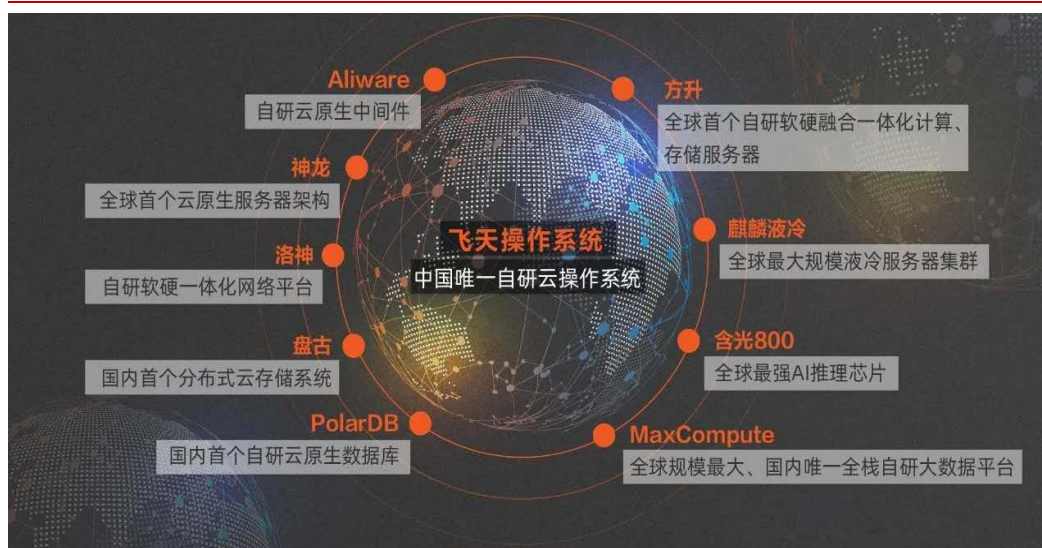 Aliware
自研云原生中间件
神龙
全球首个云原生服务器架构
洛神
自研软硬一体化网络平台
盘古
国内首个分布式云存储系统
PolarDB
国内首个自研云原生数据库
飞天操作系统
中国唯一自研云操作系统
方升
全球首个自研软硬融合一体化计算、
存储服务器
麒麟液冷
全球最大规模液冷服务器集群
含光800
全球最强AI推理芯片
MaxCompute
全球规模最大、国内唯一全栈自研大数据平台